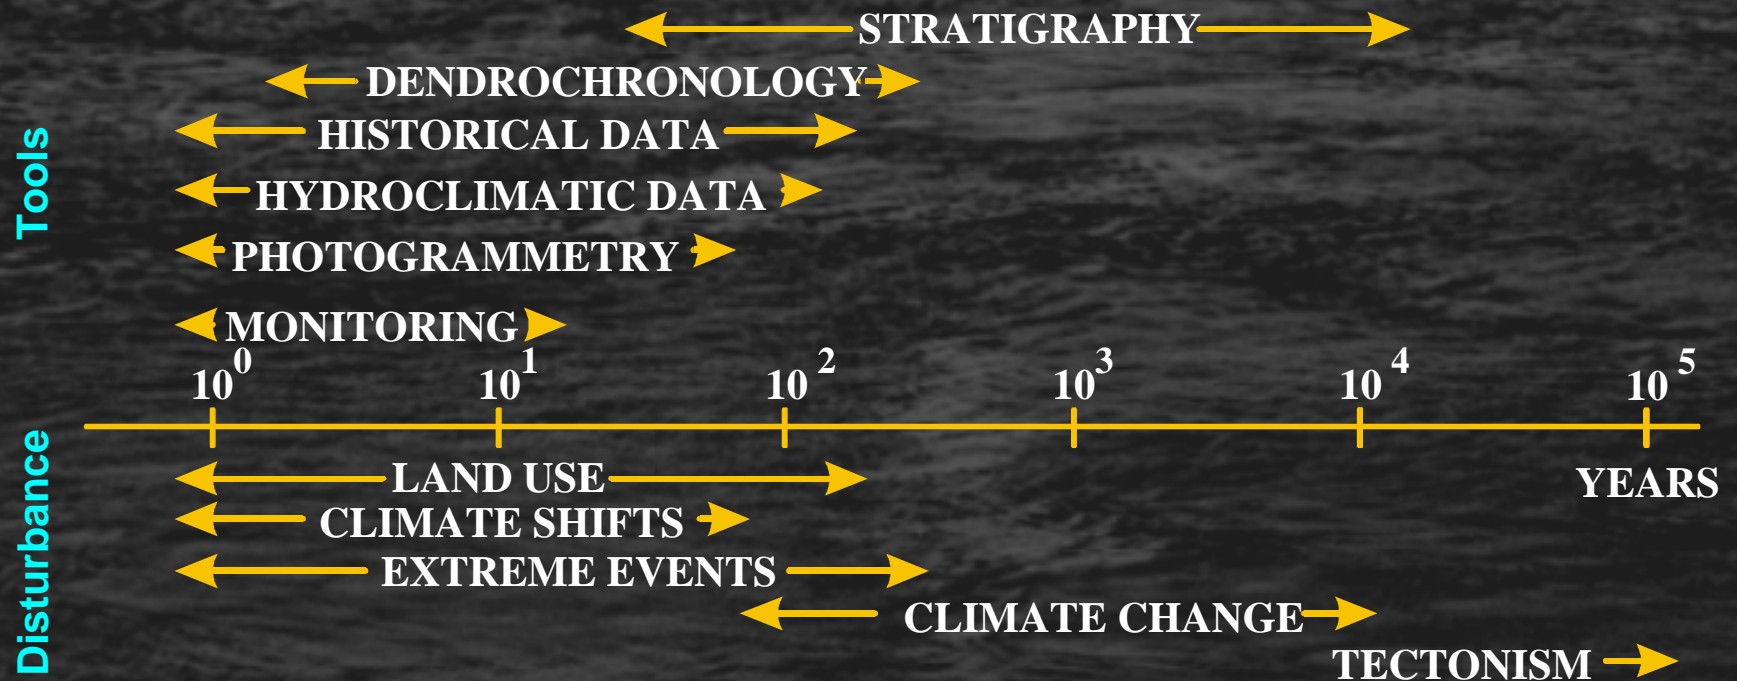 STRATIGRAPHY
DENDROCHRONOLOGY
Tools
HISTORICAL DATA
HYDROCLIMATIC DATA
PHOTOGRAMMETRY
MONITORING
10^0 10^1 10^2 10^3 10^4 10^5
YEARS
Disturbance
LAND USE
CLIMATE SHIFTS
EXTREME EVENTS
CLIMATE CHANGE
TECTONISM